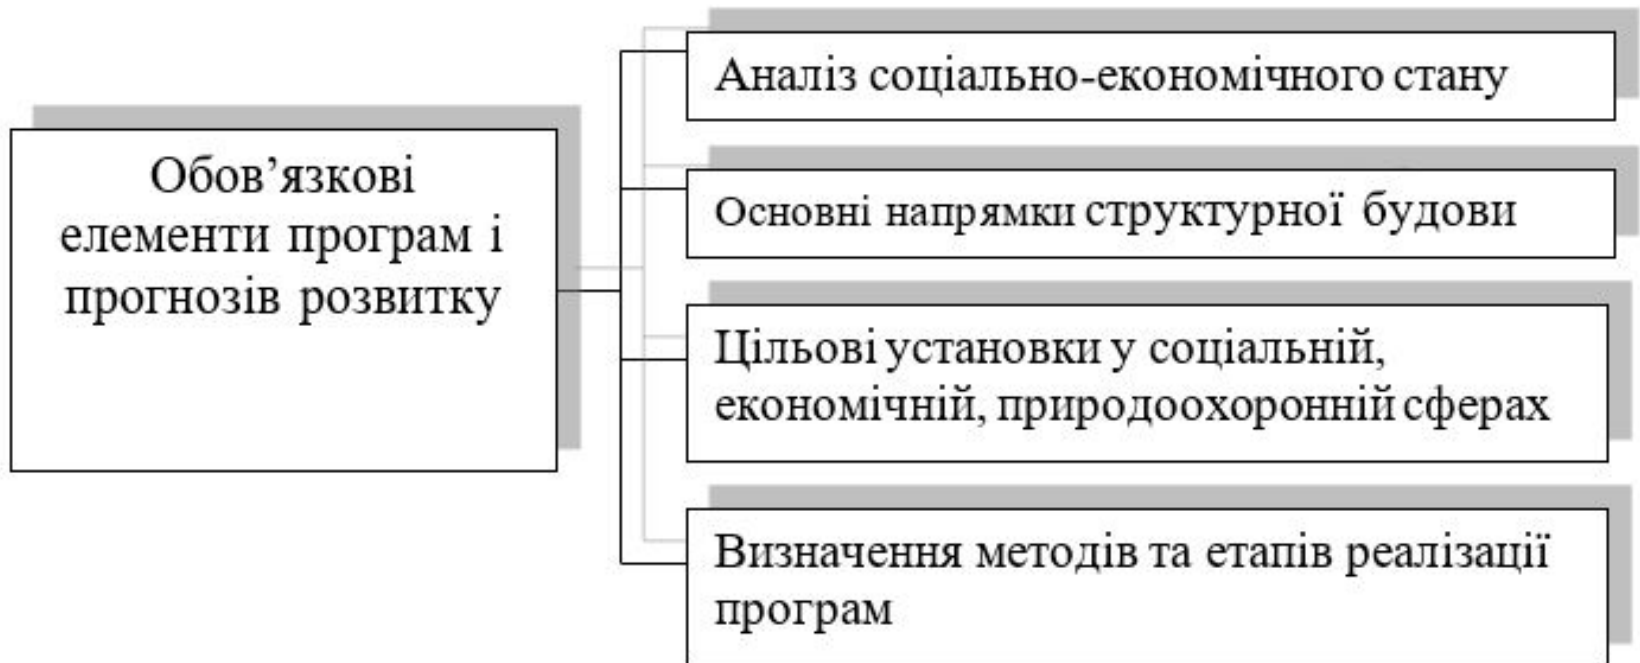 Обов’язкові
елементи програм і
прогнозів розвитку
Аналіз соціально-економічного стану
Основні напрямки структурної будови
Цільові установки у соціальній,
економічній, природоохоронній сферах
Визначення методів та етапів реалізації
програм